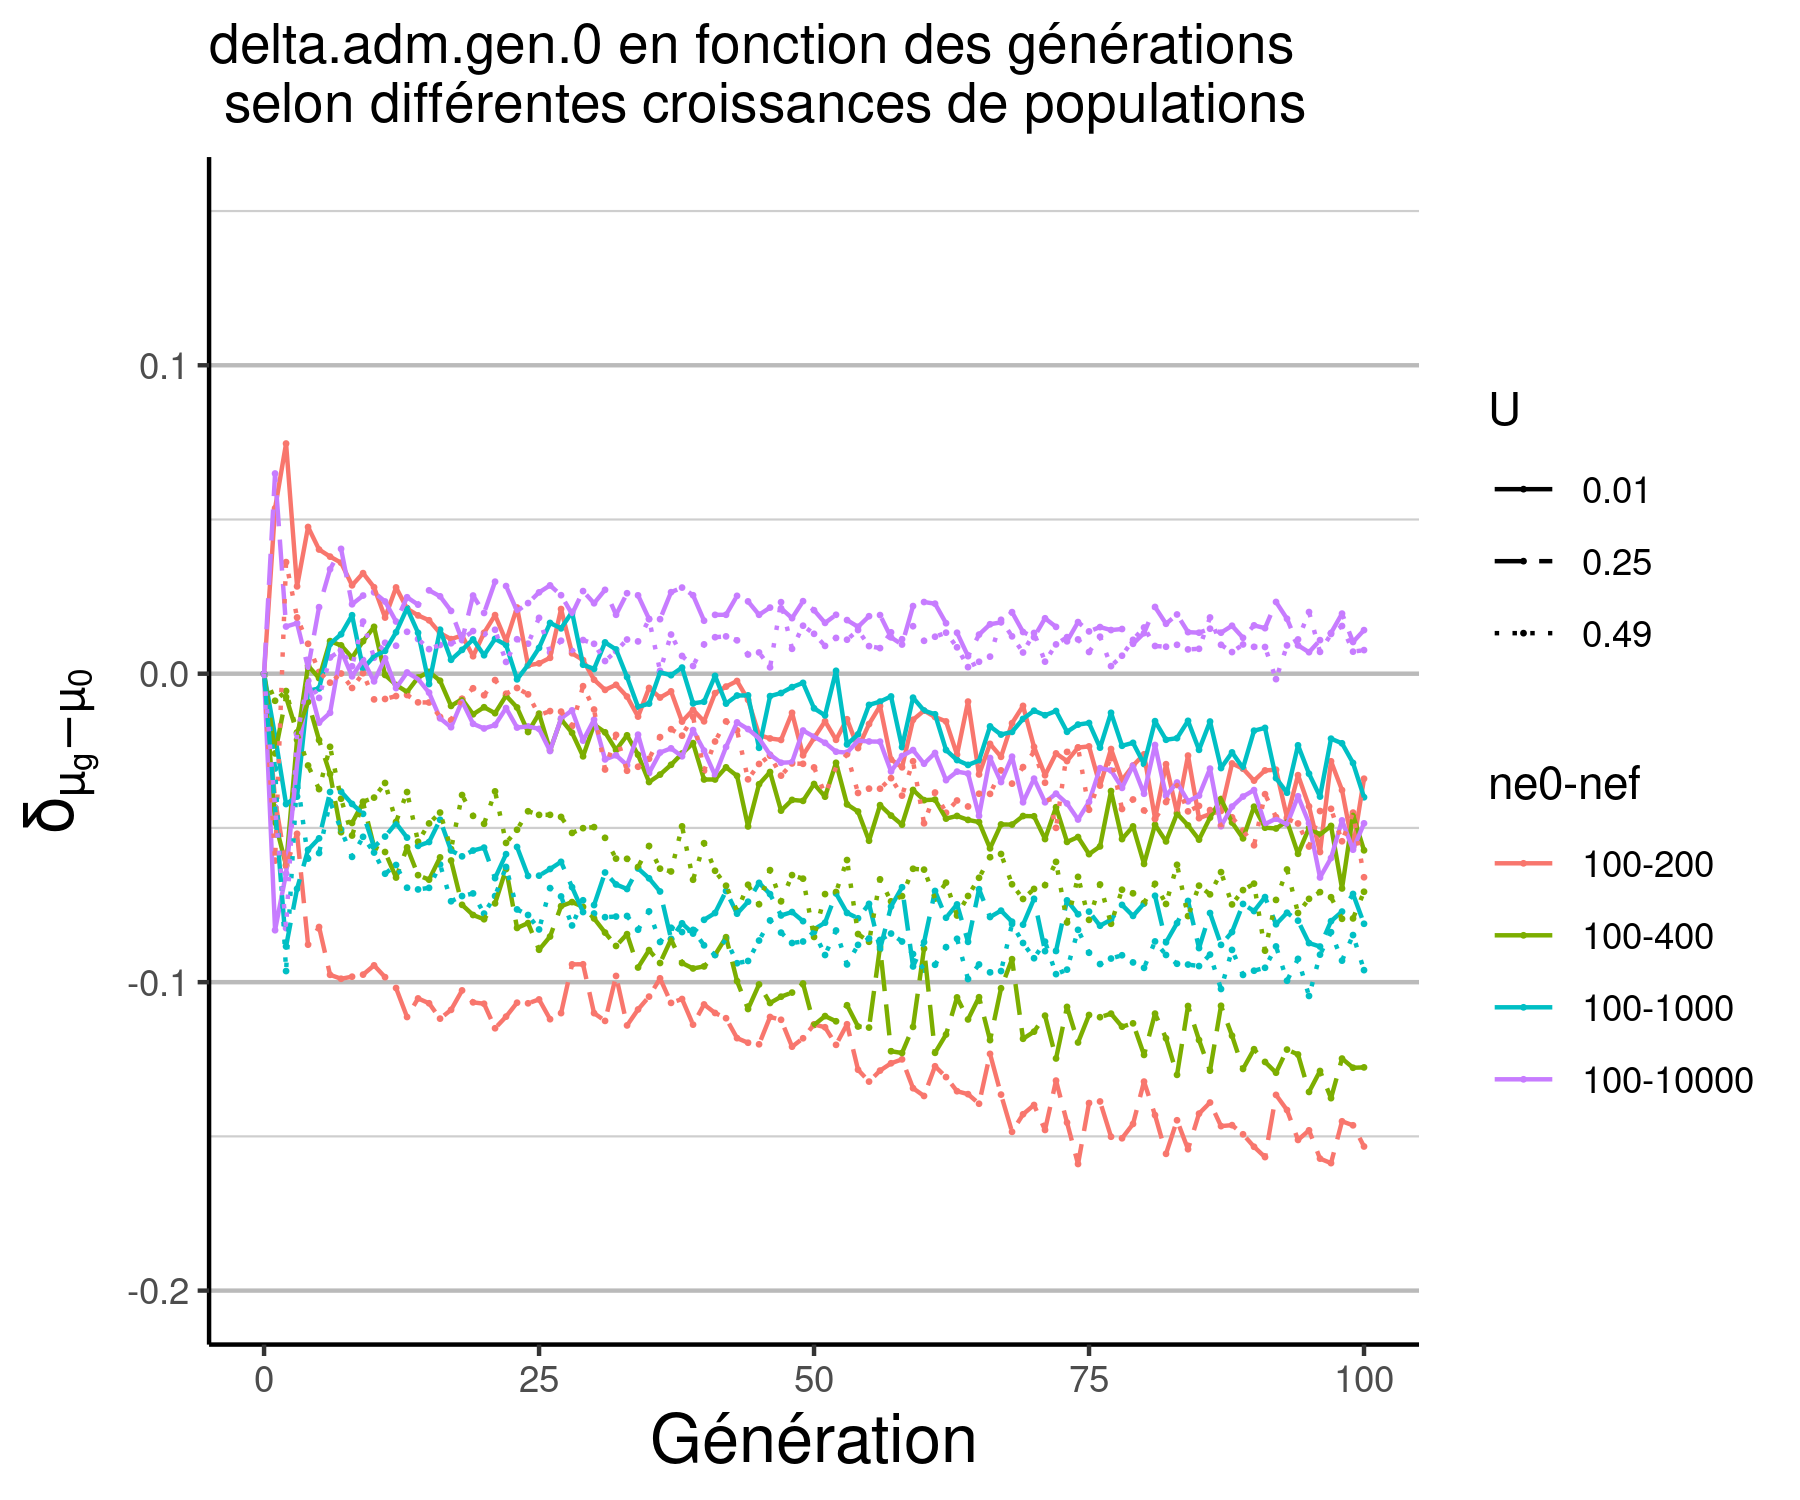 delta.adm.gen.0 en fonction des générations
selon différentes croissances de populations
δμg−μ0
0.1
0.0
-0.1
-0.2
0 25 50 75 100
Génération
U
0.01
0.25
0.49
ne0-nef
100-200
100-400
100-1000
100-10000